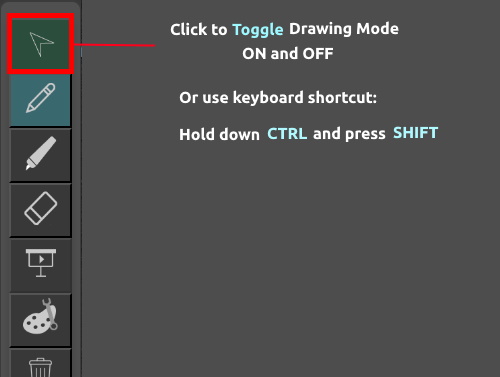 Click to Toggle Drawing Mode
ON and OFF
Or use keyboard shortcut:
Hold down CTRL and press SHIFT